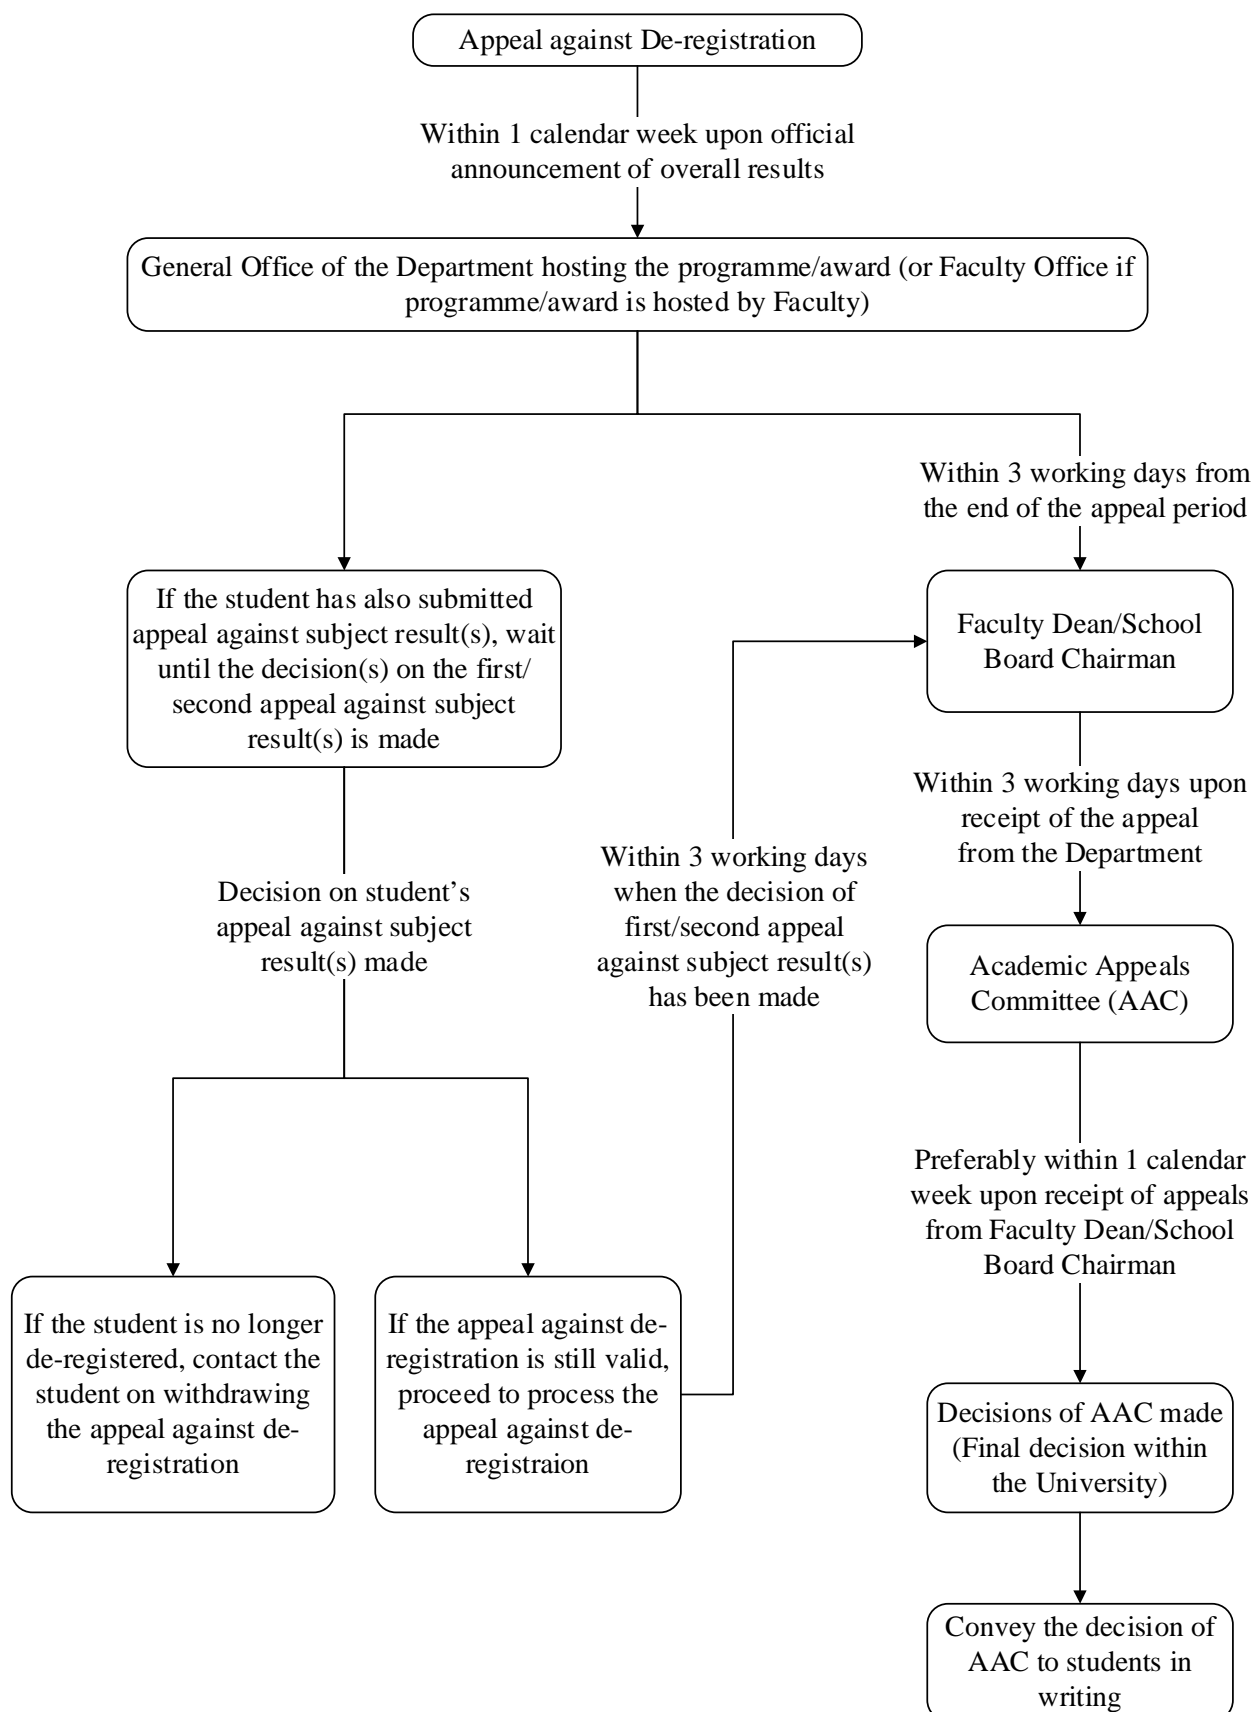 Appeal against De-registration
Within 1 calendar week upon official
announcement of overall results
General Office of the Department hosting the programme/award (or Faculty Office if
programme/award is hosted by Faculty)
Within 3 working days from
the end of the appeal period
If the student has also submitted
appeal against subject result(s), wait
until the decision(s) on the first/
second appeal against subject
result(s) is made
Faculty Dean/School
Board Chairman
Within 3 working days upon
receipt of the appeal
from the Department
Decision on student’s
appeal against subject
result(s) made
Within 3 working days
when the decision of
first/second appeal
against subject result(s)
has been made
Academic Appeals
Committee (AAC)
Preferably within 1 calendar
week upon receipt of appeals
from Faculty Dean/School
Board Chairman
If the student is no longer
de-registered, contact the
student on withdrawing
the appeal against de-
registration
If the appeal against de-
registration is still valid,
proceed to process the
appeal against de-
registraion
Decisions of AAC made
(Final decision within
the University)
Convey the decision of
AAC to students in
writing